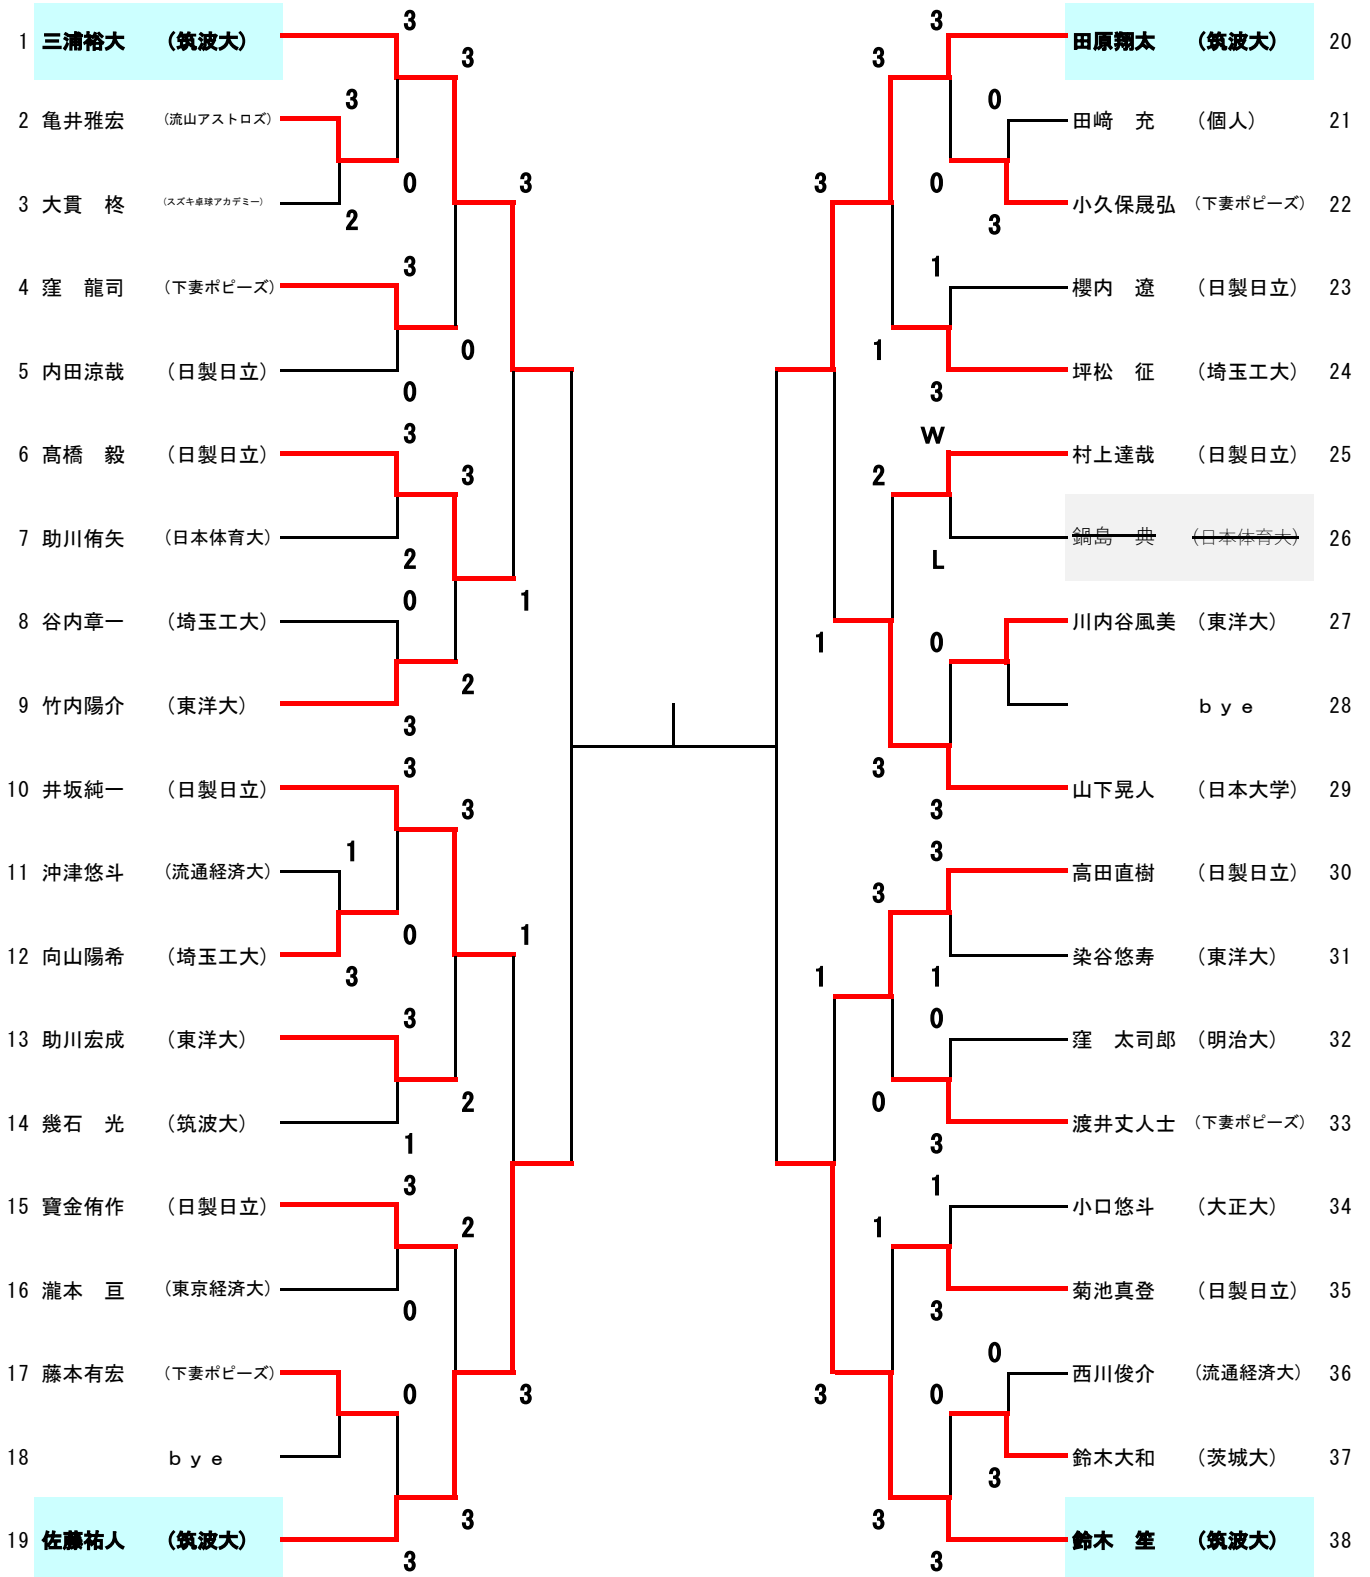 1 三浦裕大 （筑波大）
2 亀井雅宏 （流山アストロズ）
3 大貫　柊 （スズキ卓球アカデミー）
4 窪　龍司 （下妻ポピーズ）
5 内田涼哉 （日製日立）
6 髙橋　毅 （日製日立）
7 助川侑矢 （日本体育大）
8 谷内章一 （埼玉工大）
9 竹内陽介 （東洋大）
10 井坂純一 （日製日立）
11 沖津悠斗 （流通経済大）
12 向山陽希 （埼玉工大）
13 助川宏成 （東洋大）
14 幾石　光 （筑波大）
15 寶金侑作 （日製日立）
16 瀧本　亘 （東京経済大）
17 藤本有宏 （下妻ポピーズ）
18 ｂｙｅ
19 佐藤祐人 （筑波大）
3
3
3
2
0
3
3
0
0
3
3
2
0
1
2
3
3
3
1
0
1
3
3
2
1
3
2
0
0
3
3
3
3
3
0
3
0
3
1
1
3
W
2
L
0
1
3
3
3
3
1
1
0
0
3
1
1
3
0
0
3
3
3
3
田原翔太 （筑波大） 20
田﨑　充 （個人） 21
小久保晟弘 （下妻ポピーズ） 22
櫻内　遼 （日製日立） 23
坪松　征 （埼玉工大） 24
村上達哉 （日製日立） 25
鍋島　典 （日本体育大） 26
川内谷風美 （東洋大） 27
ｂｙｅ 28
山下晃人 （日本大学） 29
高田直樹 （日製日立） 30
染谷悠寿 （東洋大） 31
窪　太司郎 （明治大） 32
渡井丈人士 （下妻ポピーズ） 33
小口悠斗 （大正大） 34
菊池真登 （日製日立） 35
西川俊介 （流通経済大） 36
鈴木大和 （茨城大） 37
鈴木　笙 （筑波大） 38